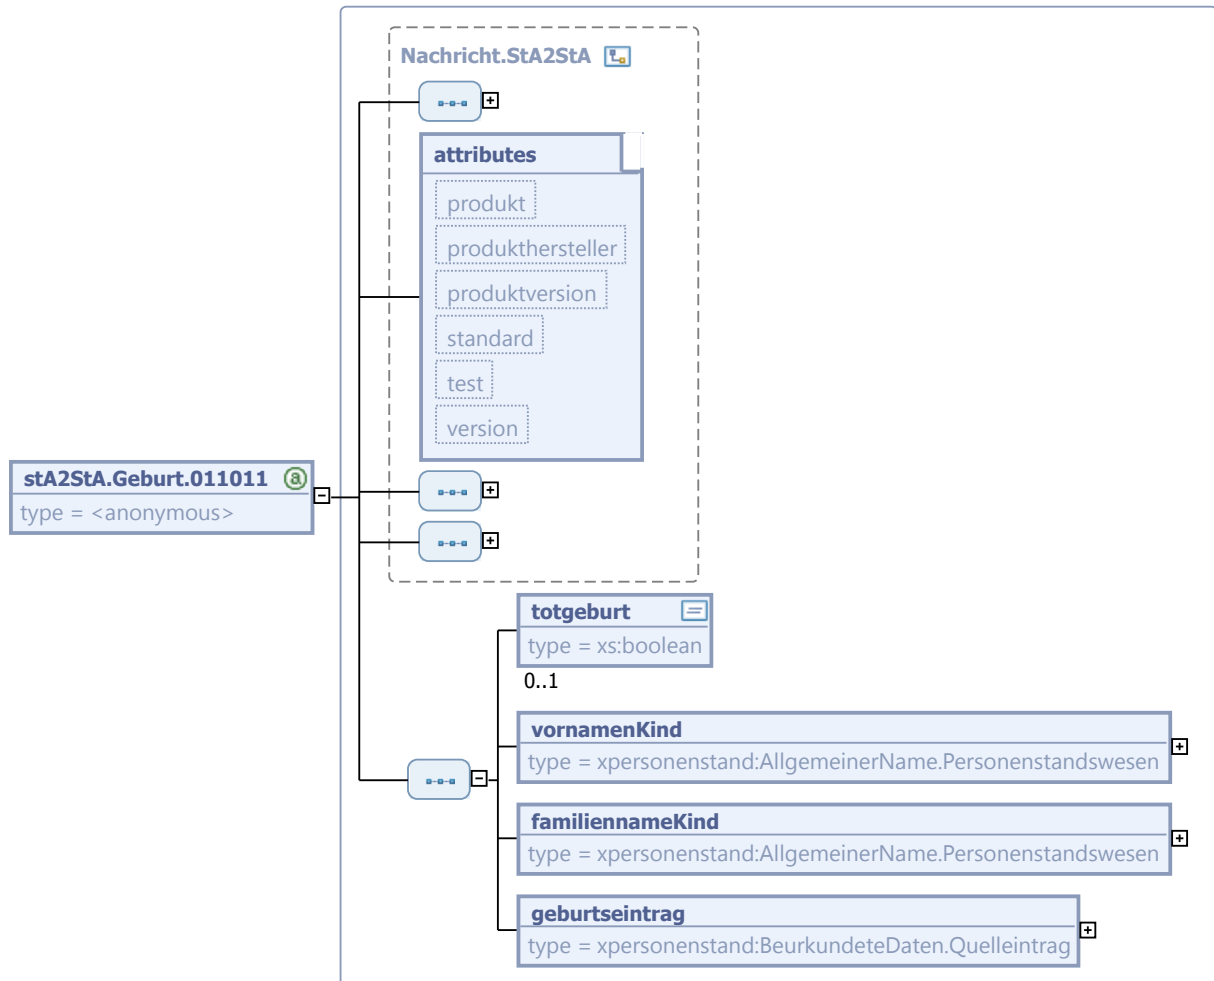 Nachricht.StA2StA
attributes
produkt
produkthersteller
produktversion
standard
test
version
stA2StA.Geburt.011011 a
type = <anonymous>
totgeburt
type = xs:boolean
0..1
vornamenKind
type = xpersonenstand:AllgemeinerName.Personenstandswesen
familiennameKind
type = xpersonenstand:AllgemeinerName.Personenstandswesen
geburtseintrag
type = xpersonenstand:BeurkundeteDaten.Quelleintrag